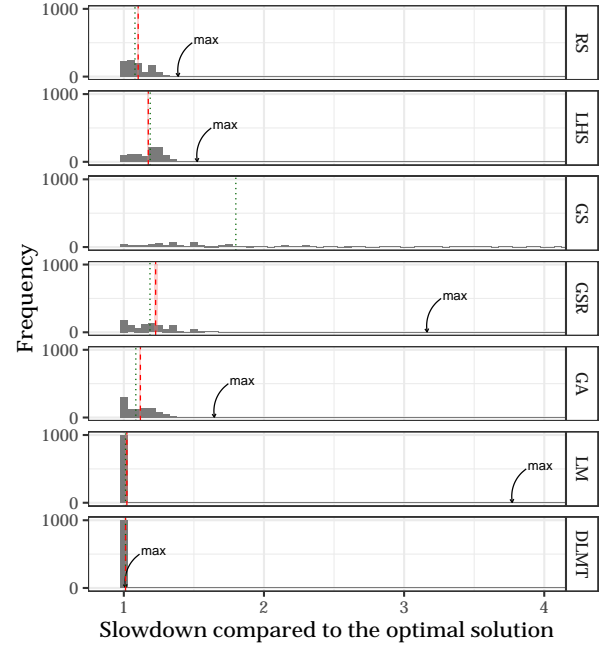 1000
0
max
RS
1000
0
max
LHS
1000
0
GS
1000
0
max
GSR
1000
0
max
GA
1000
0
max
LM
1000
0
max
DLMT
Frequency
1 2 3 4
Slowdown compared to the optimal solution